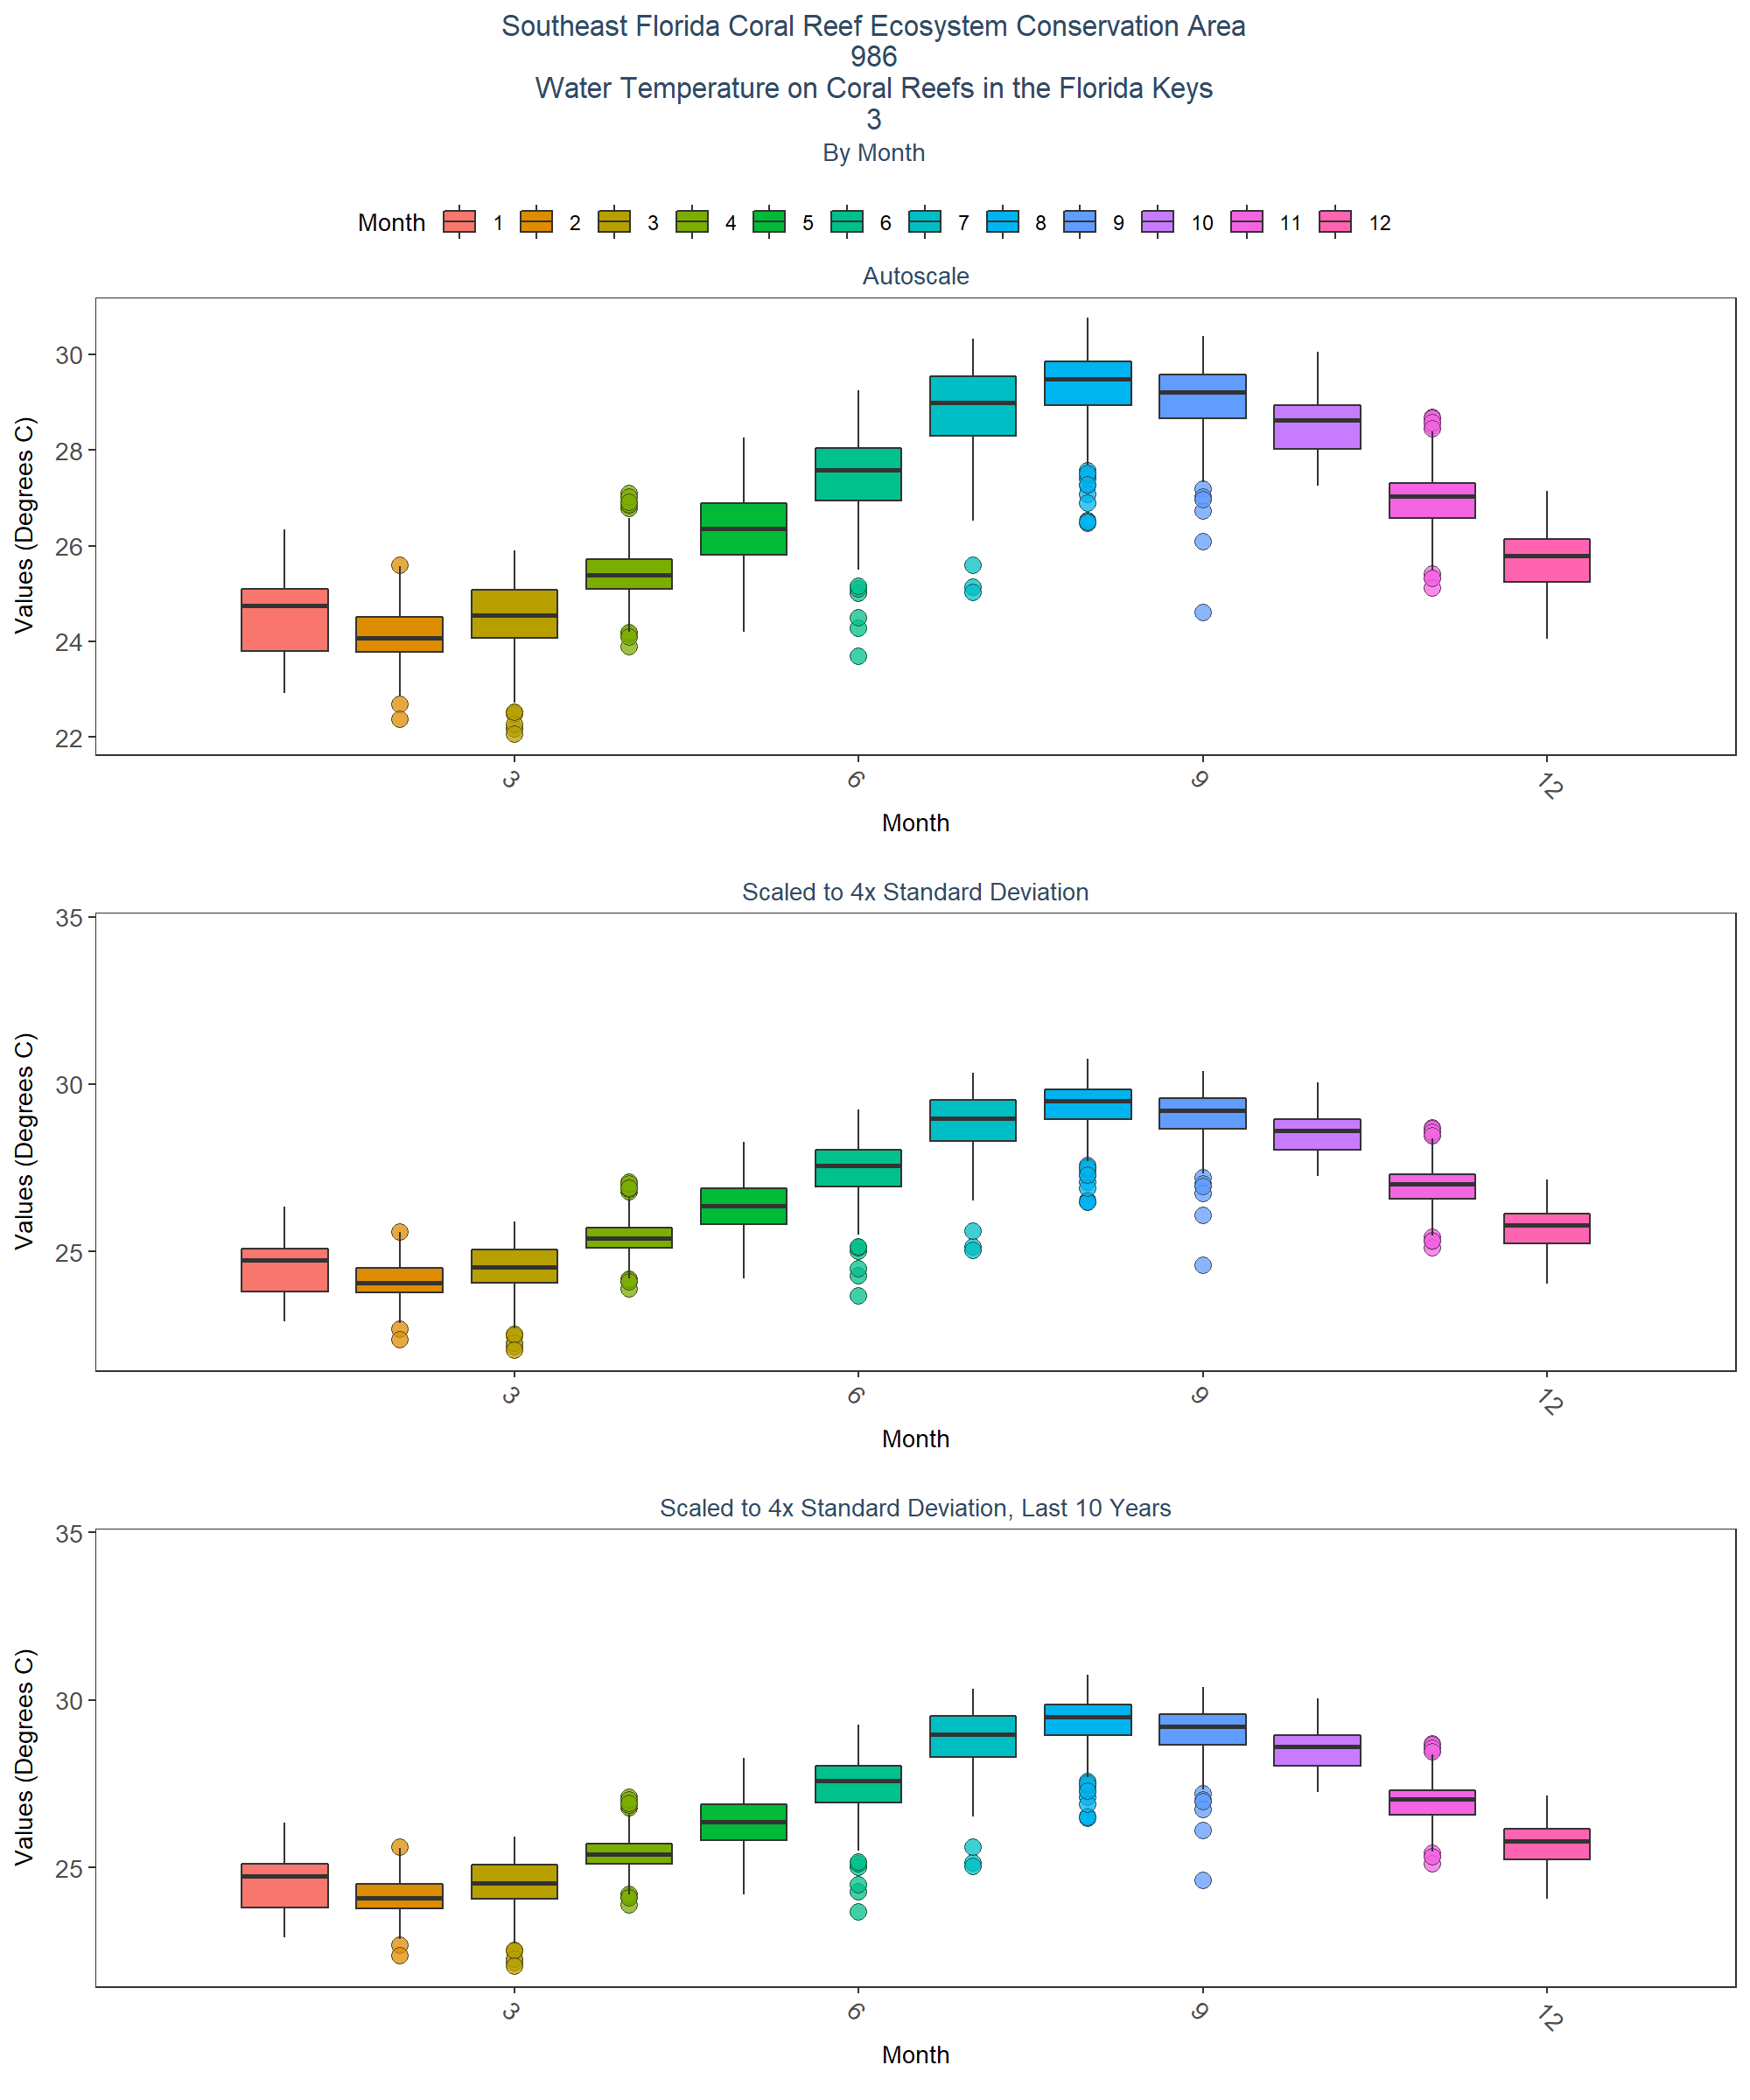 Southeast Florida Coral Reef Ecosystem Conservation Area
986
Water Temperature on Coral Reefs in the Florida Keys
3
By Month
Month 1 2 3 4 5 6 7 8 9 10 11 12
Autoscale
Values (Degrees C)
30
28
26
24
22
3 6 9 12
Month
Scaled to 4x Standard Deviation
Values (Degrees C)
35
30
25
3 6 9 12
Month
Scaled to 4x Standard Deviation, Last 10 Years
Values (Degrees C)
35
30
25
3 6 9 12
Month